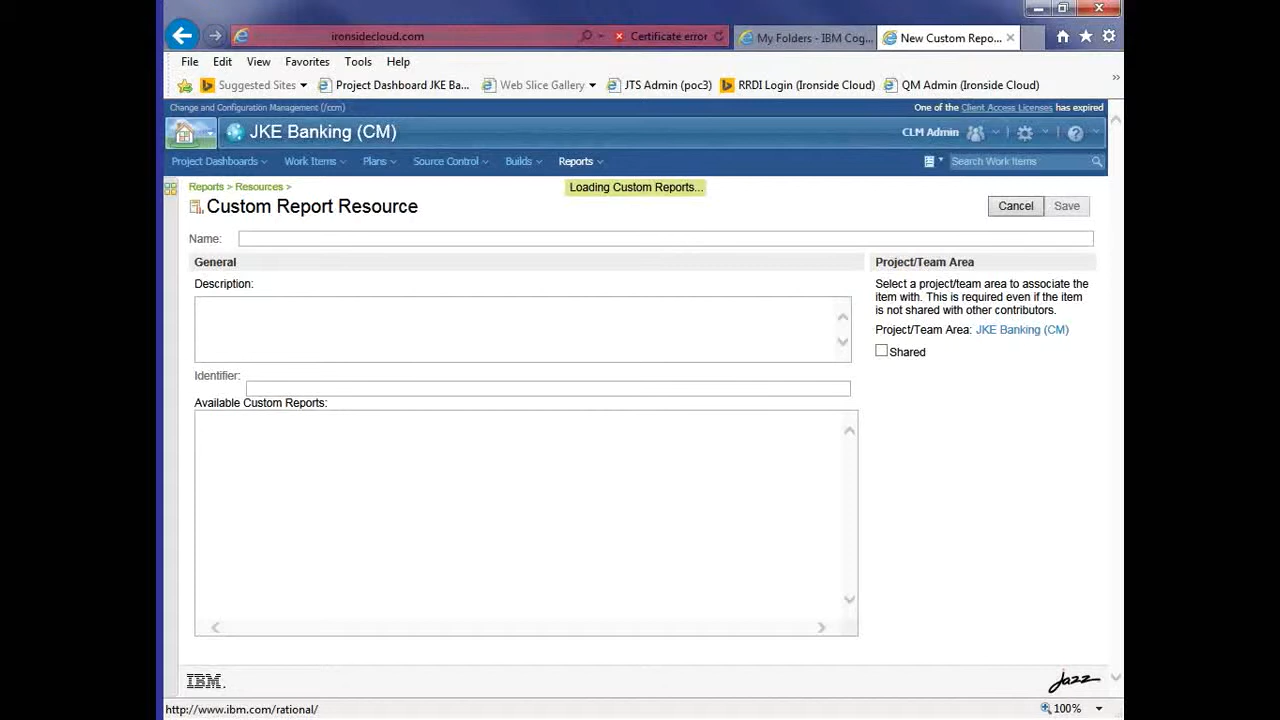 ironsidecloud.com
Certificate error
My Folders - IBM Cog...
New Custom Repo...
File Edit View Favorites Tools Help
Suggested Sites
Project Dashboard JKE Ba...
Web Slice Gallery
JTS Admin (poc3)
RRDI Login (Ironside Cloud)
QM Admin (Ironside Cloud)
Change and Configuration Management (/ccm)
One of the Client Access Licenses has expired
JKE Banking (CM)
CLM Admin
Project Dashboards Work Items Plans Source Control Builds Reports
Search Work Items
Reports > Resources >
Loading Custom Reports...
Custom Report Resource
Cancel Save
Name:
General
Project/Team Area
Description:
Select a project/team area to associate the
item with. This is required even if the item
is not shared with other contributors.
Project/Team Area: JKE Banking (CM)
Shared
Identifier:
Available Custom Reports:
IBM.
jazz
http://www.ibm.com/rational/
100%